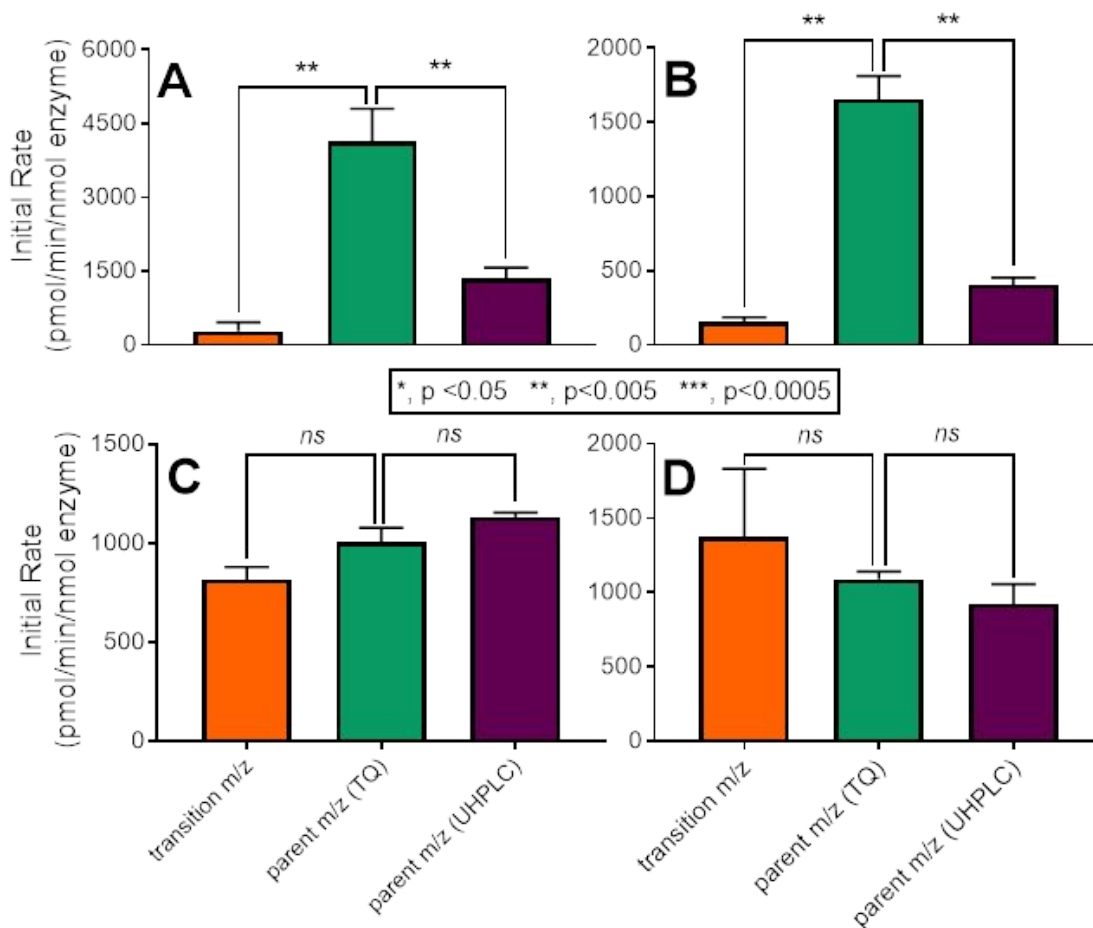 A
B
6000
4500
3000
1500
0
2000
1500
1000
500
0
** **
** **
Initial Rate
(pmol/min/nmol enzyme)
*, p <0.05 **, p<0.005 ***, p<0.0005
C
D
1500
1000
500
0
2000
1500
1000
500
0
ns ns
ns ns
Initial Rate
(pmol/min/nmol enzyme)
transition m/z
parent m/z (TQ)
parent m/z (UHPLC)
transition m/z
parent m/z (TQ)
parent m/z (UHPLC)